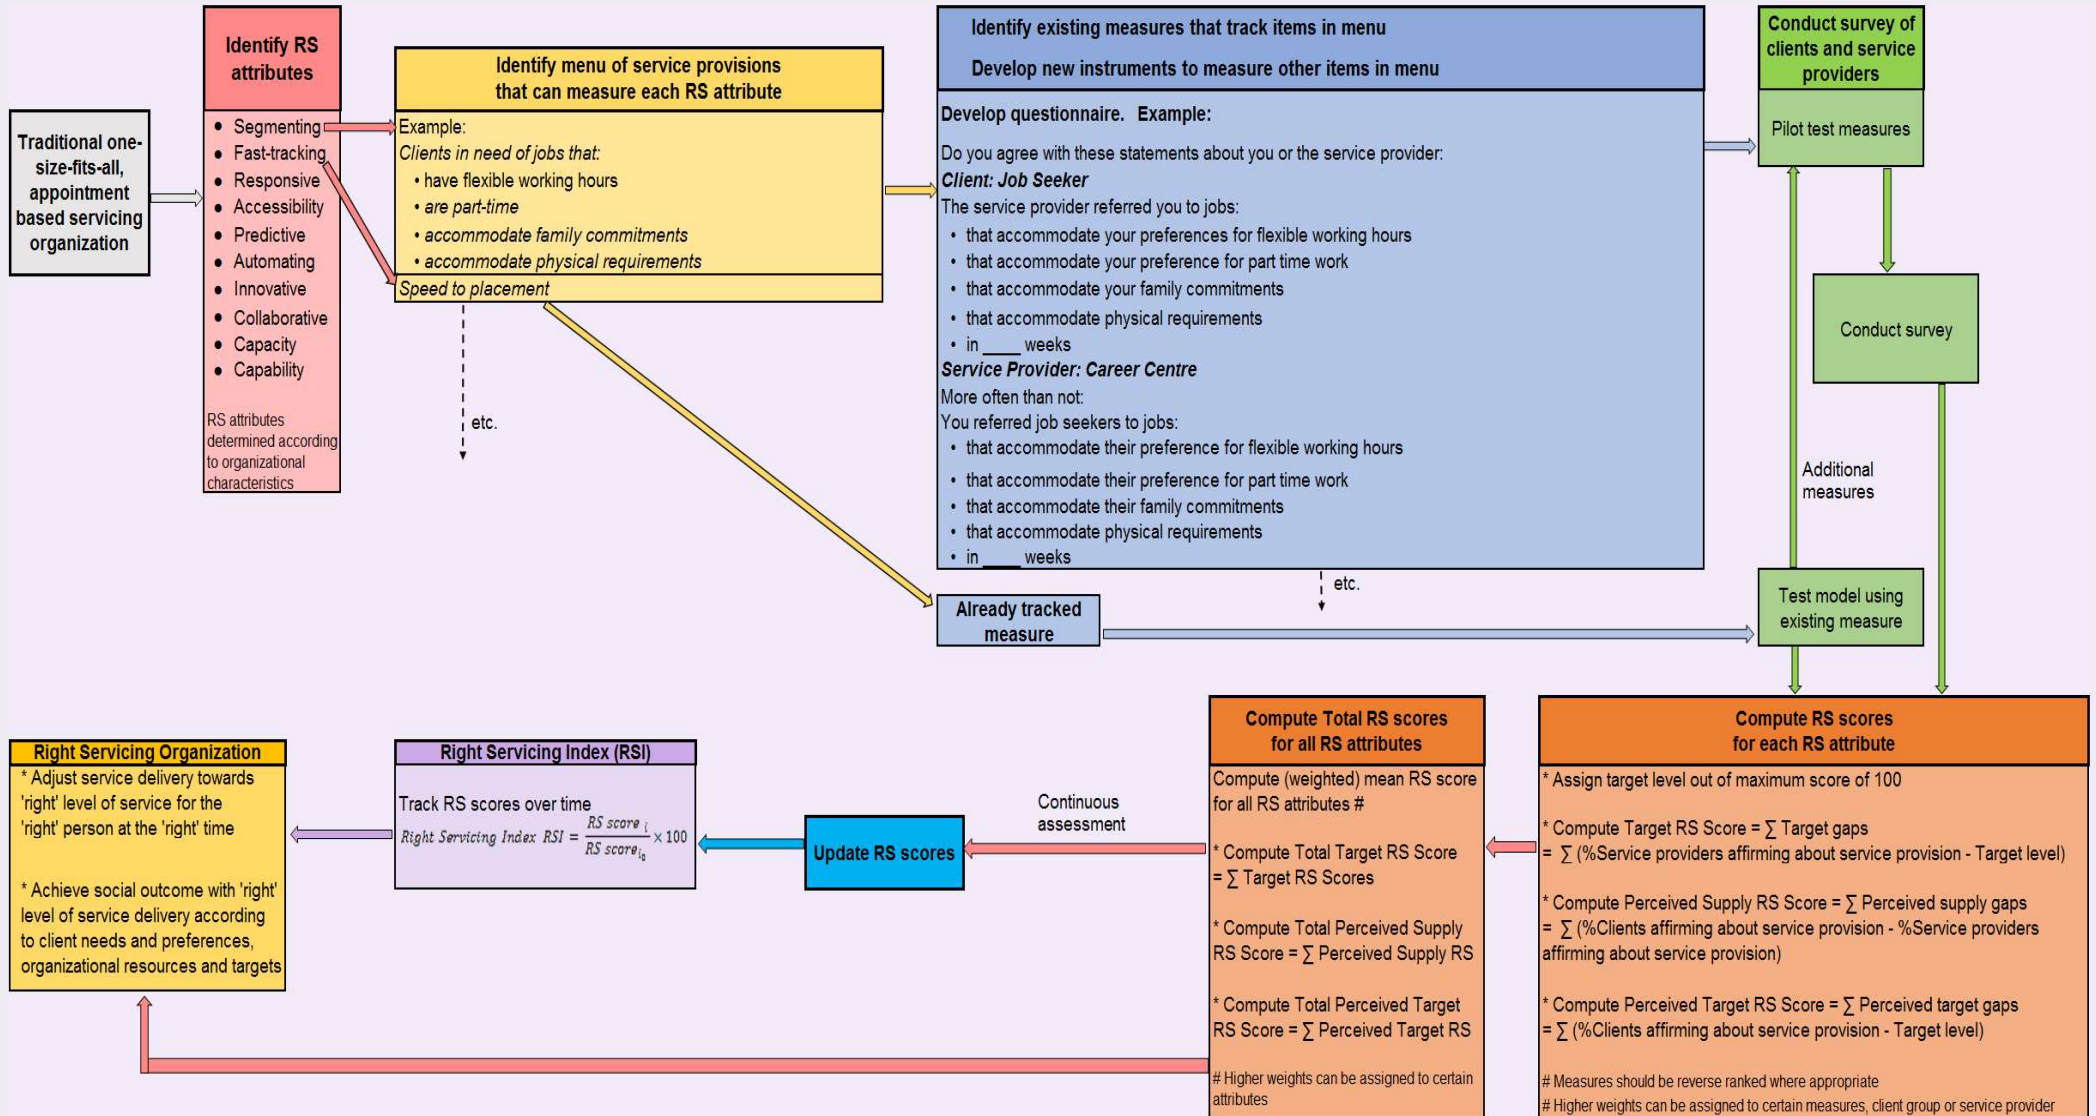 Traditional one-
size-fits-all,
appointment
based servicing
organization
Identify RS
attributes
● Segmenting
● Fast-tracking
● Responsive
● Accessibility
● Predictive
● Automating
● Innovative
● Collaborative
● Capacity
● Capability
RS attributes
determined according
to organizational
characteristics
Identify menu of service provisions
that can measure each RS attribute
Example:
Clients in need of jobs that:
• have flexible working hours
• are part-time
• accommodate family commitments
• accommodate physical requirements
Speed to placement
etc.
Identify existing measures that track items in menu
Develop new instruments to measure other items in menu
Develop questionnaire. Example:
Do you agree with these statements about you or the service provider:
Client: Job Seeker
The service provider referred you to jobs:
• that accommodate your preferences for flexible working hours
• that accommodate your preference for part time work
• that accommodate your family commitments
• that accommodate physical requirements
• in ____ weeks
Service Provider: Career Centre
More often than not:
You referred job seekers to jobs:
• that accommodate their preference for flexible working hours
• that accommodate their preference for part time work
• that accommodate their family commitments
• that accommodate physical requirements
• in ____ weeks
etc.
Already tracked
measure
Conduct survey of
clients and service
providers
Pilot test measures
Conduct survey
Additional
measures
Test model using
existing measure
Compute RS scores
for each RS attribute
* Assign target level out of maximum score of 100
* Compute Target RS Score = ∑ Target gaps
= ∑ (%Service providers affirming about service provision - Target level)
* Compute Perceived Supply RS Score = ∑ Perceived supply gaps
= ∑ (%Clients affirming about service provision - %Service providers
affirming about service provision)
* Compute Perceived Target RS Score = ∑ Perceived target gaps
= ∑ (%Clients affirming about service provision - Target level)
# Measures should be reverse ranked where appropriate
# Higher weights can be assigned to certain measures, client group or service provider
Compute Total RS scores
for all RS attributes
Compute (weighted) mean RS score
for all RS attributes #
* Compute Total Target RS Score
= ∑ Target RS Scores
* Compute Total Perceived Supply
RS Score = ∑ Perceived Supply RS
* Compute Total Perceived Target
RS Score = ∑ Perceived Target RS
# Higher weights can be assigned to certain
attributes
Continuous
assessment
Update RS scores
Right Servicing Index (RSI)
Track RS scores over time
Right Servicing Index RSI = RS score i / RS score i0 × 100
Right Servicing Organization
* Adjust service delivery towards
'right' level of service for the
'right' person at the 'right' time
* Achieve social outcome with 'right'
level of service delivery according
to client needs and preferences,
organizational resources and targets